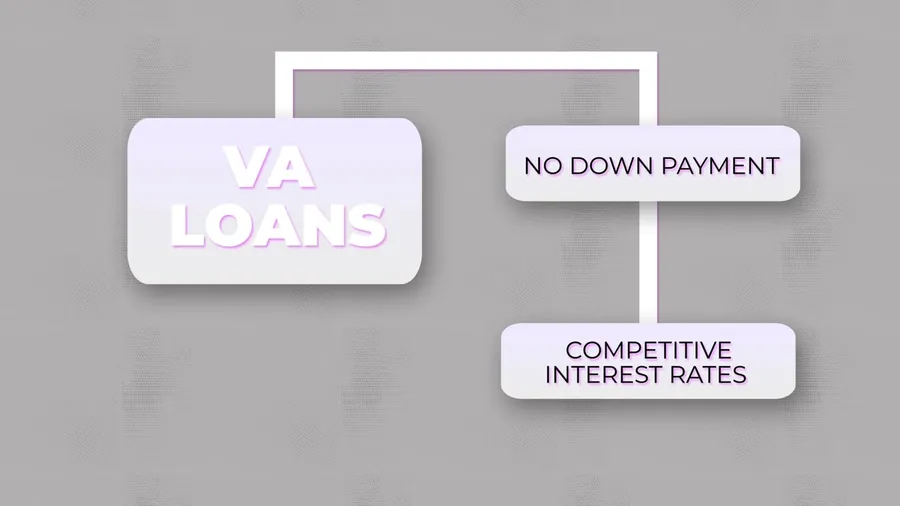 VA
LOANS
NO DOWN PAYMENT
COMPETITIVE
INTEREST RATES